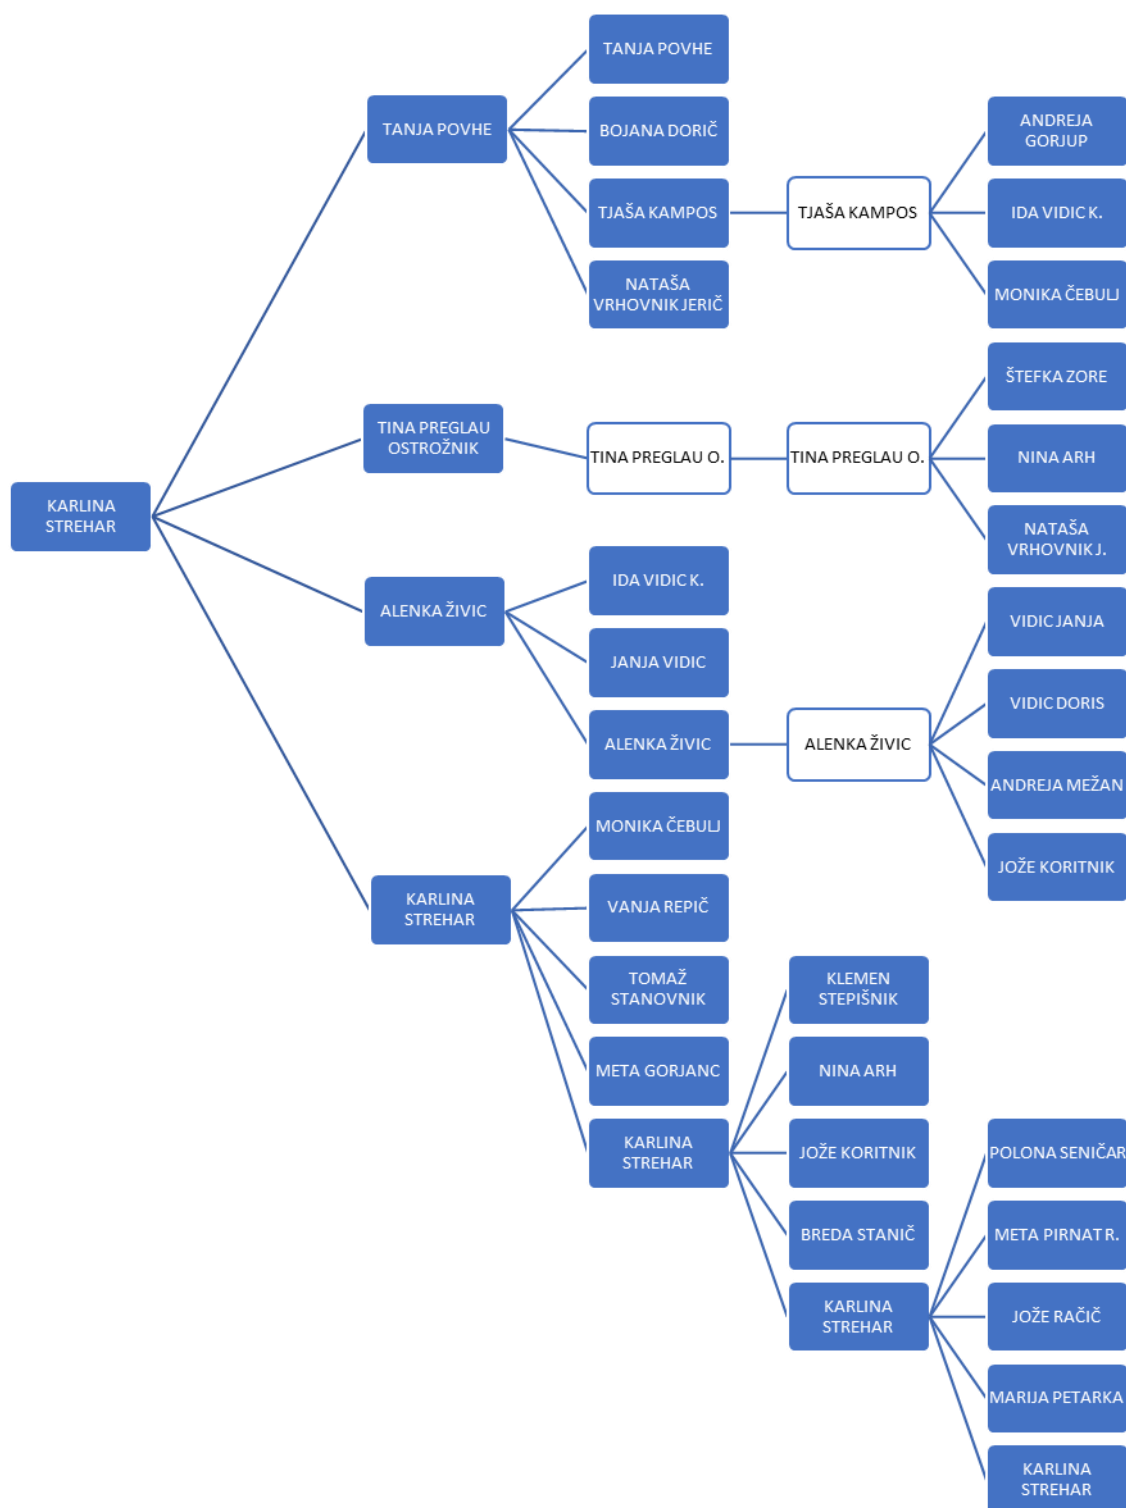 KARLINA
STREHAR
TANJA POVHE
TINA PREGLAU
OSTROŽNIK
ALENKA ŽIVIC
KARLINA
STREHAR
TANJA POVHE
BOJANA DORIČ
TJAŠA KAMPOS
NATAŠA
VRHOVNIK JERIČ
TINA PREGLAU O.
IDA VIDIC K.
JANJA VIDIC
ALENKA ŽIVIC
MONIKA ČEBULJ
VANJA REPIČ
TOMAŽ
STANOVNIK
META GORJANC
KARLINA
STREHAR
TJAŠA KAMPOS
TINA PREGLAU O.
ALENKA ŽIVIC
KLEMEN
STEPIŠNIK
NINA ARH
JOŽE KORITNIK
BREDA STANIČ
KARLINA
STREHAR
ANDREJA
GORJUP
IDA VIDIC K.
MONIKA ČEBULJ
ŠTEFKA ZORE
NINA ARH
NATAŠA
VRHOVNIK J.
VIDIC JANJA
VIDIC DORIS
ANDREJA MEŽAN
JOŽE KORITNIK
POLONA SENIČAR
META PIRNAT R.
JOŽE RAČIČ
MARIJA PETARKA
KARLINA
STREHAR